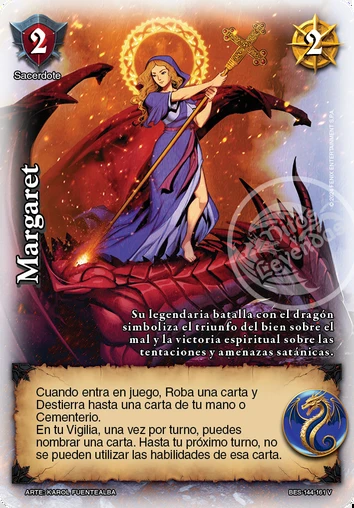 2
2
Sacerdote
Margaret
Su legendaria batalla con el dragón
simboliza el triunfo del bien sobre el
mal y la victoria espiritual sobre las
tentaciones y amenazas satánicas.
Cuando entra en juego, Roba una carta y
Destierra hasta una carta de tu mano o
Cementerio.
En tu Vigilia, una vez por turno, puedes
nombrar una carta. Hasta tu próximo turno, no
se pueden utilizar las habilidades de esa carta.
ARTE: KAROL FUENTEALBA
BES-144-161 V